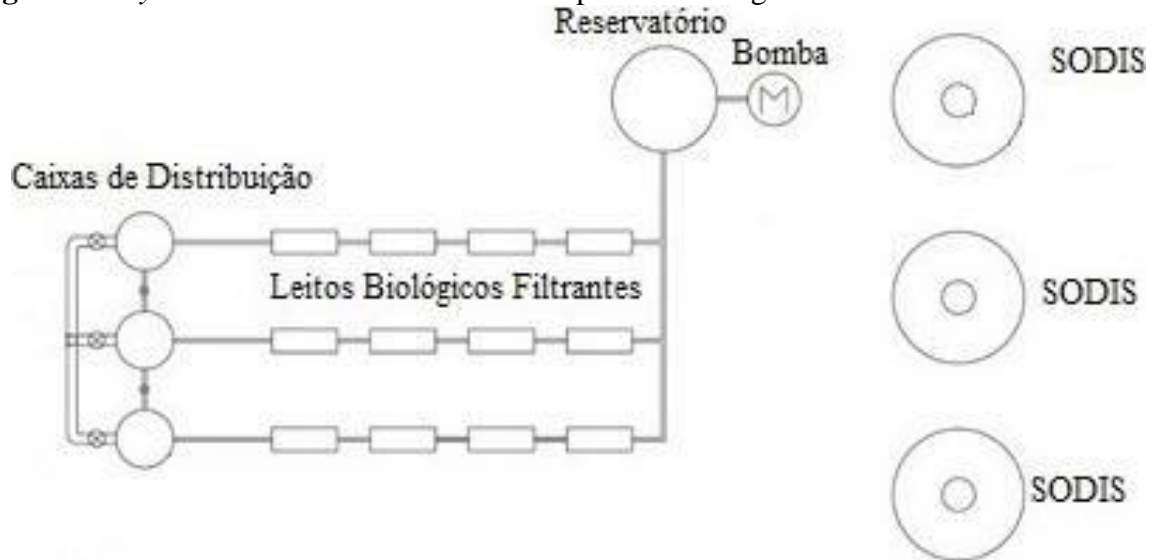 Reservatório
Bomba
SODIS
Caixas de Distribuição
Leitos Biológicos Filtrantes
SODIS
SODIS